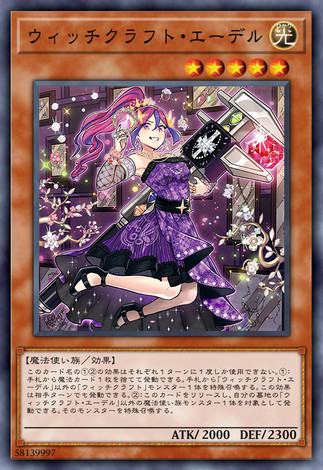 ウィッチクラフト・エーデル
光
【魔法使い族／効果】
このカード名の①②の効果はそれぞれ１ターンに１度しか使用できない。①：
手札から魔法カード１枚を捨てて発動できる。手札から「ウィッチクラフト・エ
ーデル」以外の「ウィッチクラフト」モンスター１体を特殊召喚する。この効果
は相手ターンでも発動できる。②：このカードをリリースし、自分の墓地の「ウィ
ッチクラフト・エーデル」以外の魔法使い族モンスター１体を対象として発
動できる。そのモンスターを特殊召喚する。
ATK/ 2000 DEF/2300
58139997